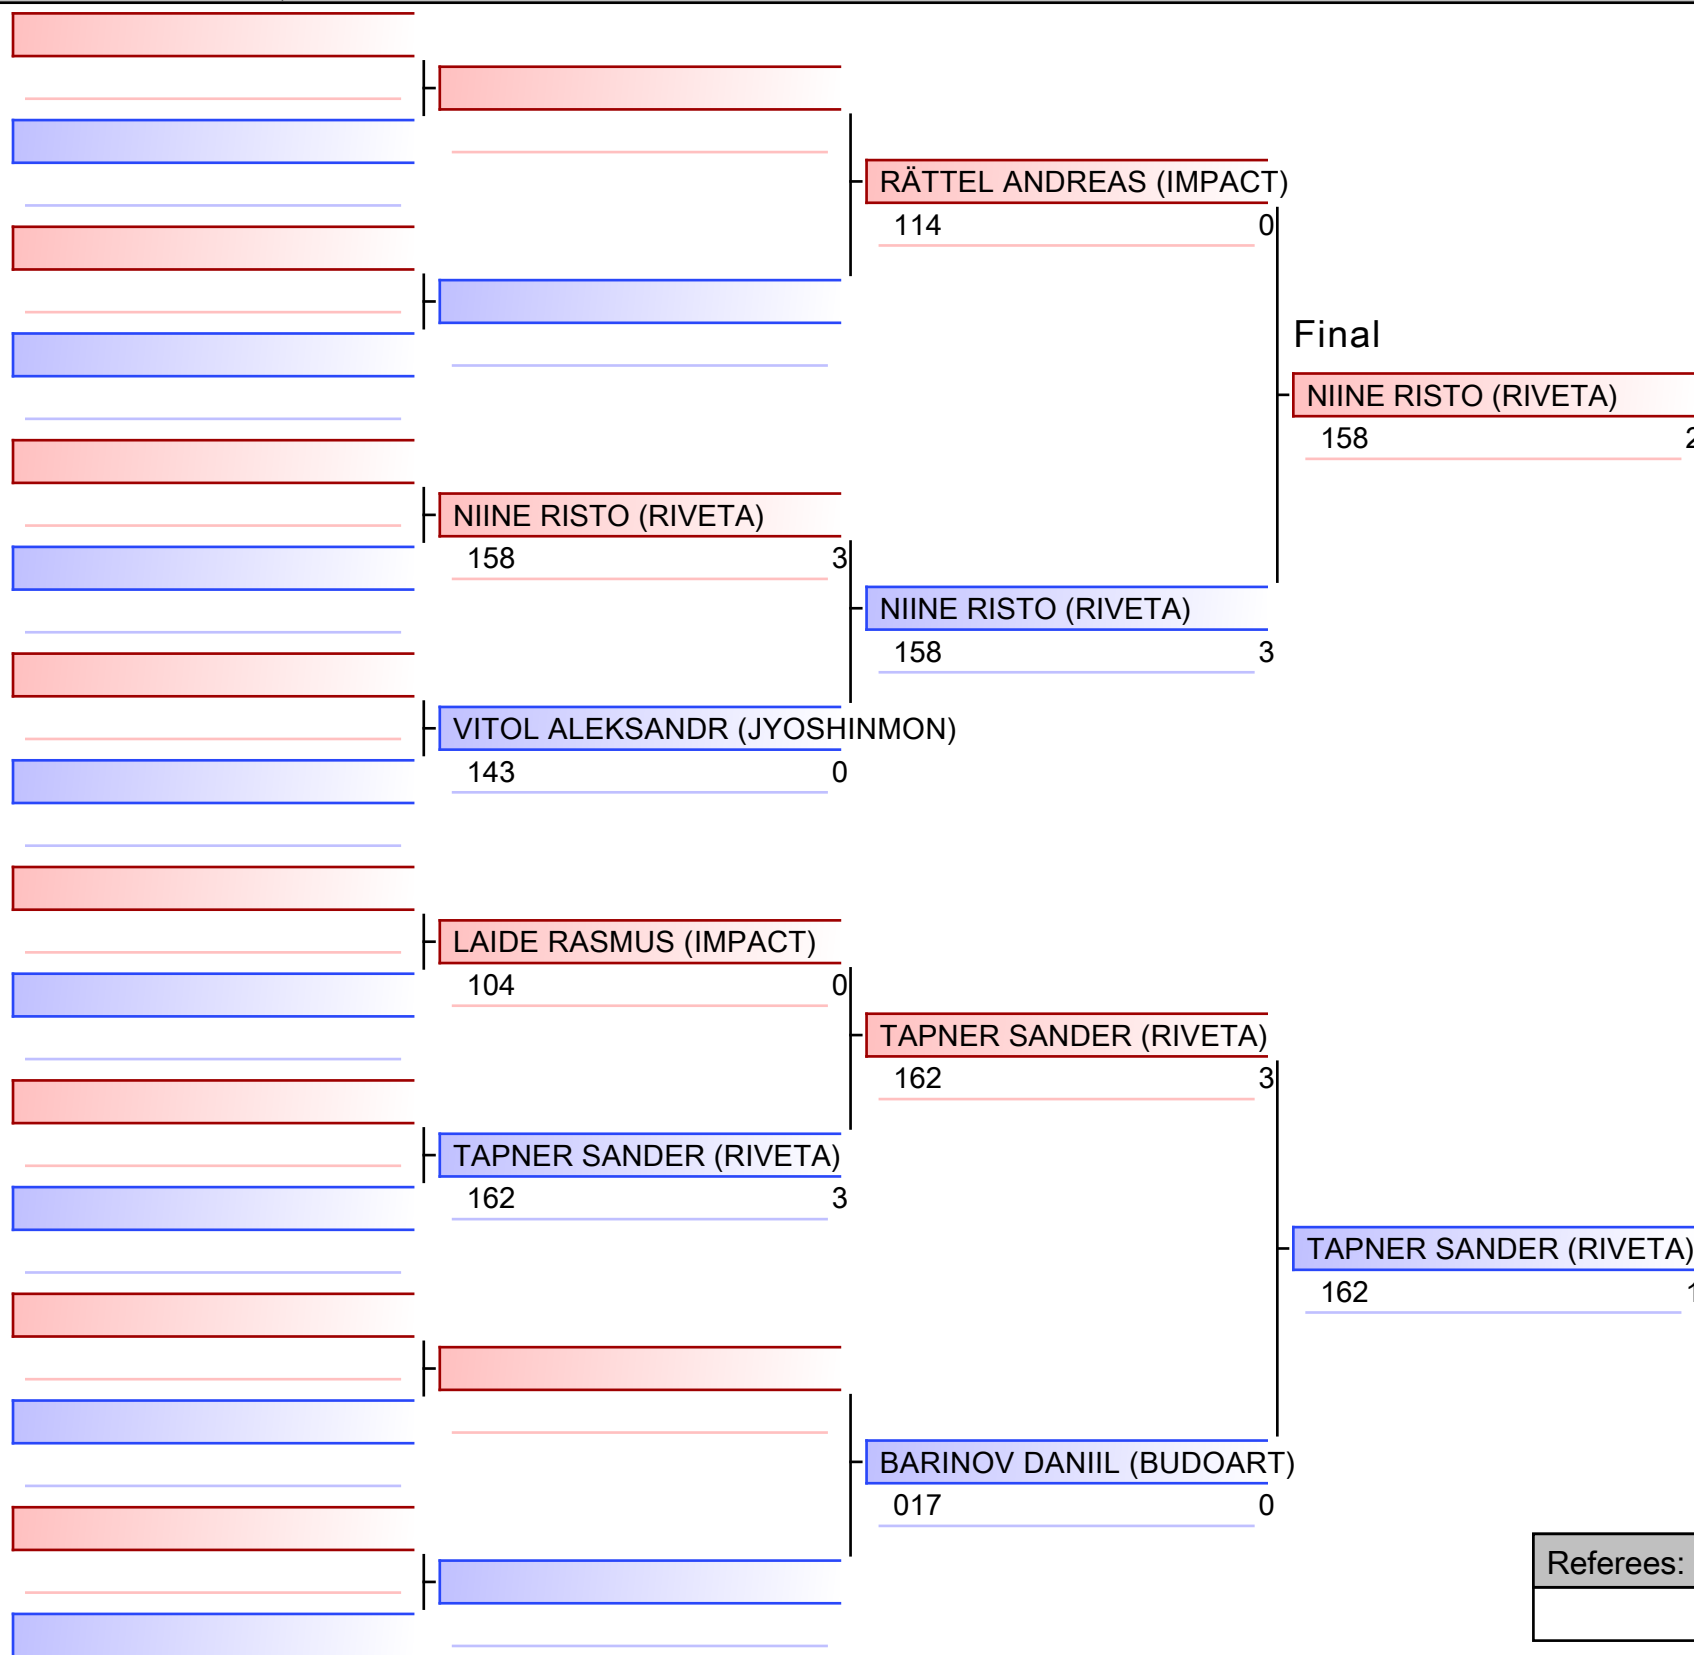 RÄTTEL ANDREAS (IMPACT)
114 0
Final
NIINE RISTO (RIVETA)
158 2
NIINE RISTO (RIVETA)
158 3
NIINE RISTO (RIVETA)
158 3
VITOL ALEKSANDR (JYOSHINMON)
143 0
LAIDE RASMUS (IMPACT)
104 0
TAPNER SANDER (RIVETA)
162 3
TAPNER SANDER (RIVETA)
162 3
TAPNER SANDER (RIVETA)
162 1
BARINOV DANIIL (BUDOART)
017 0
Referees: